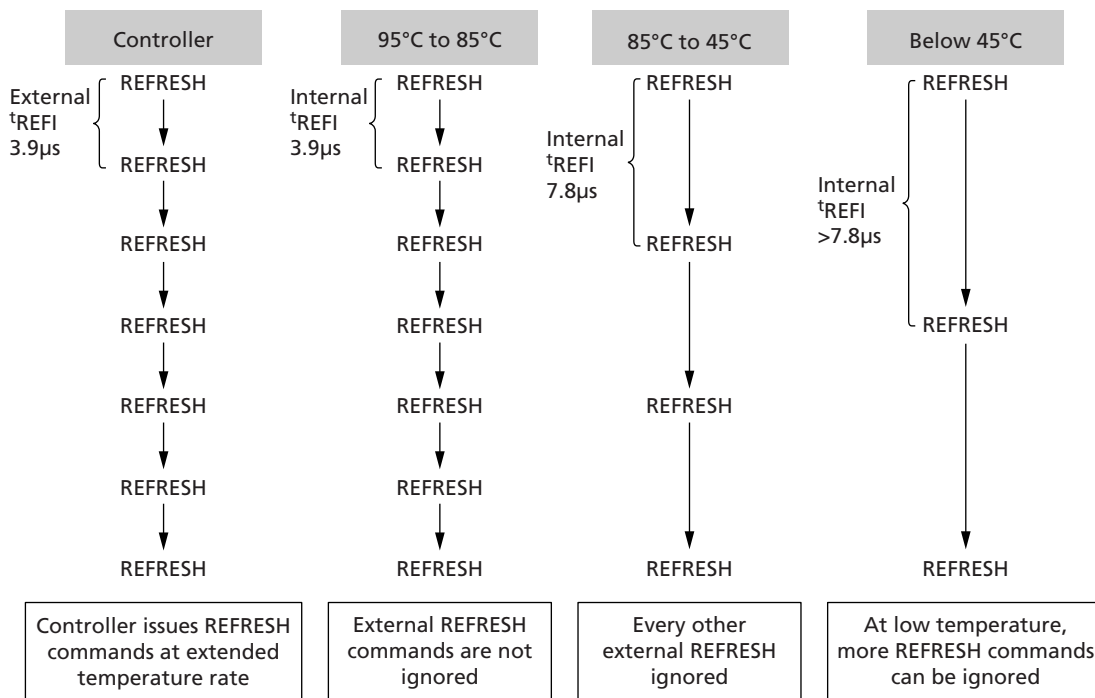 Controller
95°C to 85°C
85°C to 45°C
Below 45°C
External
tREFI
3.9µs
REFRESH
REFRESH
REFRESH
REFRESH
REFRESH
REFRESH
REFRESH
Controller issues REFRESH
commands at extended
temperature rate
Internal
tREFI
3.9µs
REFRESH
REFRESH
REFRESH
REFRESH
REFRESH
REFRESH
REFRESH
External REFRESH
commands are not
ignored
Internal
tREFI
7.8µs
REFRESH
REFRESH
REFRESH
REFRESH
Every other
external REFRESH
ignored
Internal
tREFI
>7.8µs
REFRESH
REFRESH
REFRESH
At low temperature,
more REFRESH commands
can be ignored